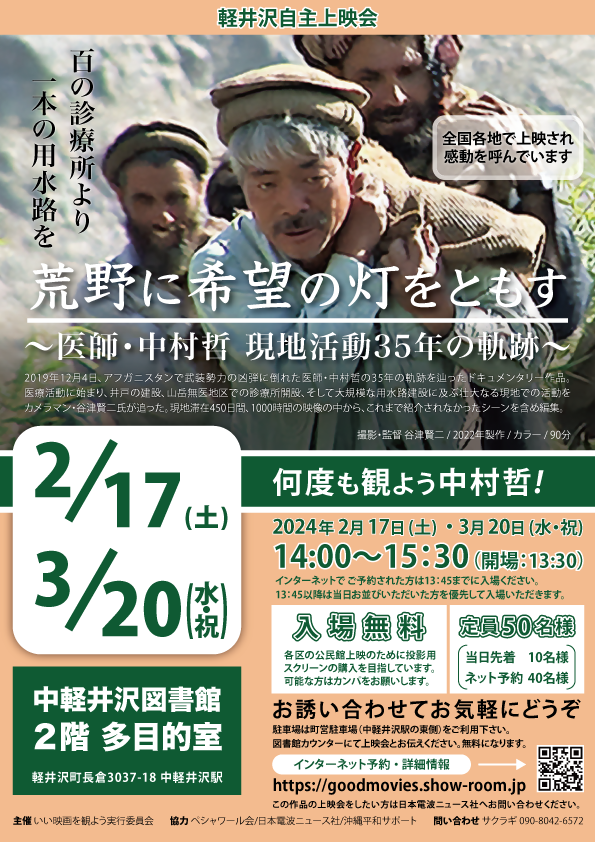 軽井沢自主上映会
百の診療所より
一本の用水路を
全国各地で上映され
感動を呼んでいます
荒野に希望の灯をともす
～医師・中村哲 現地活動35年の軌跡～
2019年12月4日、アフガニスタンで武装勢力の凶弾に倒れた医師・中村哲の35年の軌跡を辿ったドキュメンタリー作品。
医療活動に始まり、井戸の建設、山岳無医地区での診療所開設、そして大規模な用水路建設に及ぶ壮大なる現地での活動を
カメラマン・谷津賢二氏が追った。現地滞在450日間、1000時間の映像の中から、これまで紹介されなかったシーンを含め編集。
撮影・監督 谷津賢二 / 2022年製作 / カラー / 90分
2/17(土)
3/20(水・祝)
何度も観よう中村哲!
2024年2月17日(土)・3月20日(水・祝)
14:00～15:30（開場：13:30）
インターネットでご予約された方は13:45までに入場ください。
13:45以降は当日お並びいただいた方を優先して入場いただきます。
入場無料
各区の公民館上映のために投影用
スクリーンの購入を目指しています。
可能な方はカンパをお願いします。
定員50名様
当日先着 10名様
ネット予約 40名様
中軽井沢図書館
2階 多目的室
軽井沢町長倉3037-18 中軽井沢駅
お誘い合わせてお気軽にどうぞ
駐車場は町営駐車場（中軽井沢駅の東側）をご利用下さい。
図書館カウンターにて上映会とお伝えください。無料になります。
インターネット予約・詳細情報
https://goodmovies.show-room.jp
この作品の上映会をしたい方は日本電波ニュース社へお問い合わせください。
主催 いい映画を観よう実行委員会 協力 ペシャワール会/日本電波ニュース社/沖縄平和サポート 問い合わせ サクラギ 090-8042-6572